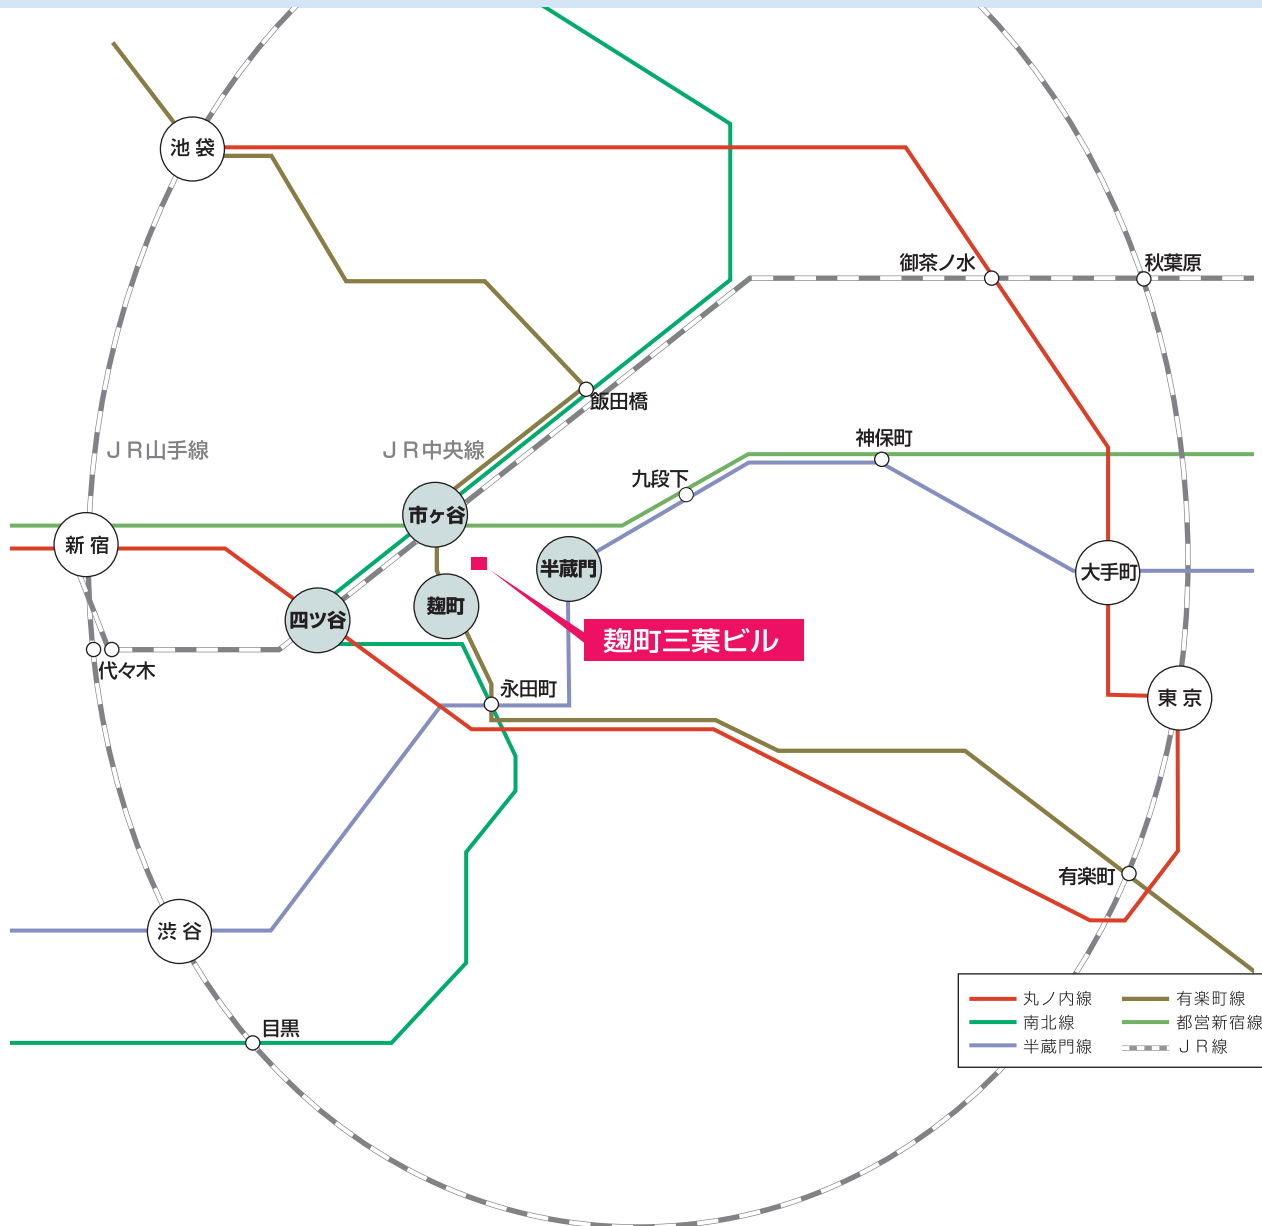 池袋
御茶ノ水
秋葉原
飯田橋
JR山手線
JR中央線
神保町
九段下
市ヶ谷
新宿
半蔵門
大手町
麹町
四ツ谷
麹町三葉ビル
代々木
永田町
東京
有楽町
渋谷
目黒
丸ノ内線
有楽町線
南北線
都営新宿線
半蔵門線
JR線